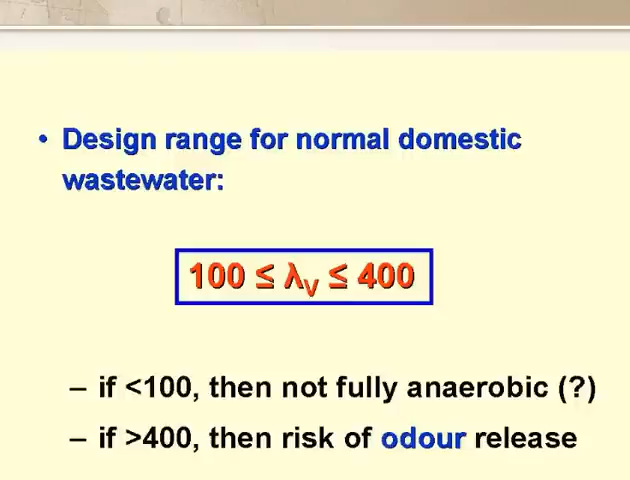 • Design range for normal domestic
wastewater:
100 ≤ λV ≤ 400
– if <100, then not fully anaerobic (?)
– if >400, then risk of odour release